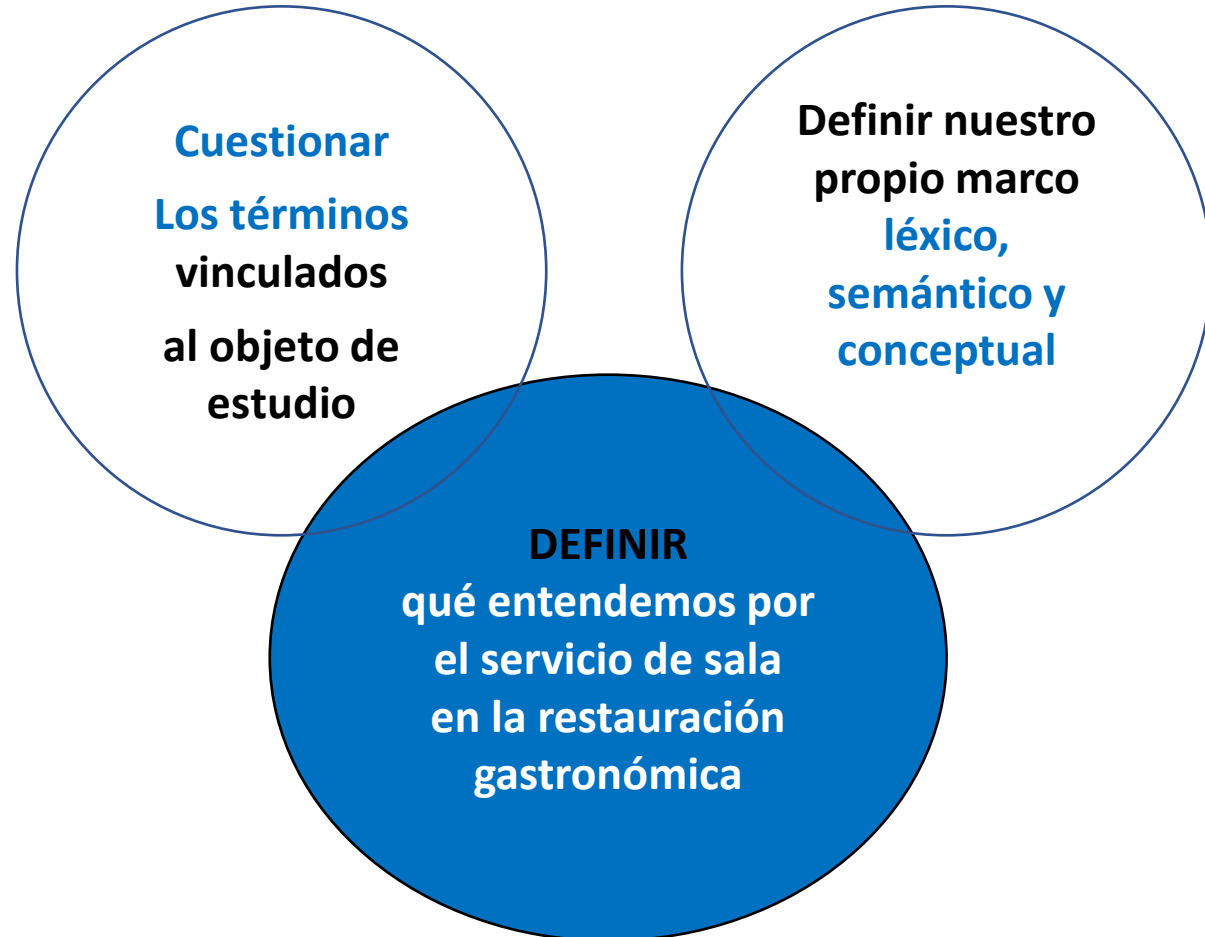 Cuestionar
Los términos
vinculados
al objeto de
estudio
Definir nuestro
propio marco
léxico,
semántico y
conceptual
DEFINIR
qué entendemos por
el servicio de sala
en la restauración
gastronómica